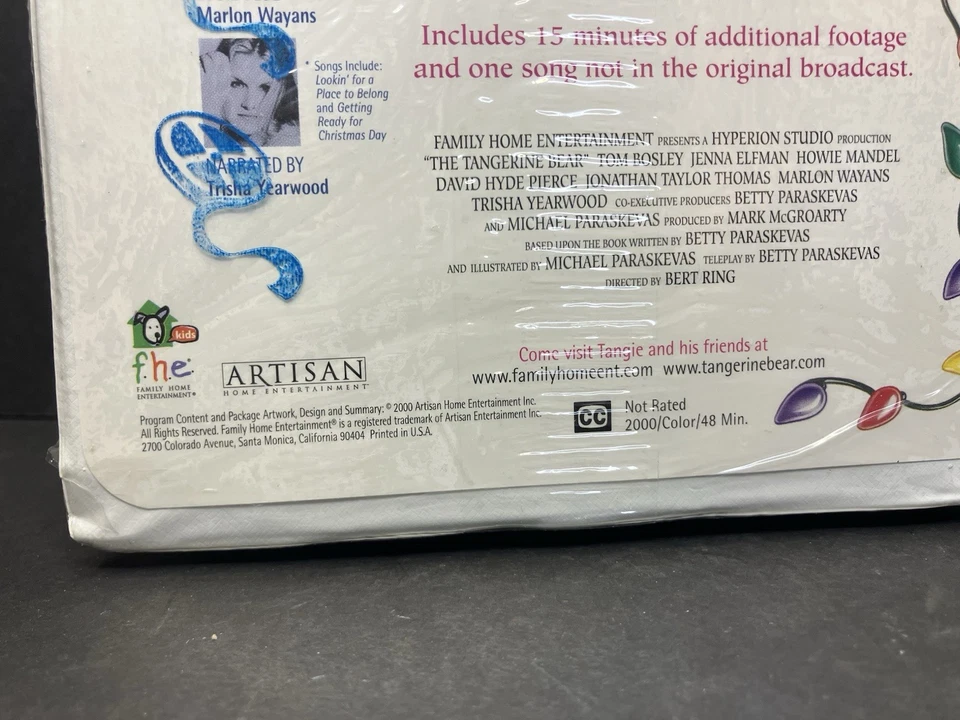 Marlon Wayans
* Songs Include:
Lookin' for a
Place to Belong
and Getting
Ready for
Christmas Day
NARRATED BY
Trisha Yearwood
Includes 15 minutes of additional footage
and one song not in the original broadcast.
FAMILY HOME ENTERTAINMENT PRESENTS A HYPERION STUDIO PRODUCTION
"THE TANGERINE BEAR" TOM BOSLEY JENNA ELFMAN HOWIE MANDEL
DAVID HYDE PIERCE JONATHAN TAYLOR THOMAS MARLON WAYANS
TRISHA YEARWOOD CO-EXECUTIVE PRODUCERS BETTY PARASKEVAS
AND MICHAEL PARASKEVAS PRODUCED BY MARK McGROARTY
BASED UPON THE BOOK WRITTEN BY BETTY PARASKEVAS
AND ILLUSTRATED BY MICHAEL PARASKEVAS TELEPLAY BY BETTY PARASKEVAS
DIRECTED BY BERT RING
Come visit Tangie and his friends at
www.familyhomeent.com www.tangerinebear.com
kids
f.h.e.
FAMILY HOME
ENTERTAINMENT®
ARTISAN
HOME ENTERTAINMENT™
Program Content and Package Artwork, Design and Summary: © 2000 Artisan Home Entertainment Inc.
All Rights Reserved. Family Home Entertainment® is a registered trademark of Artisan Entertainment Inc.
2700 Colorado Avenue, Santa Monica, California 90404 Printed in U.S.A.
CC
Not Rated
2000/Color/48 Min.